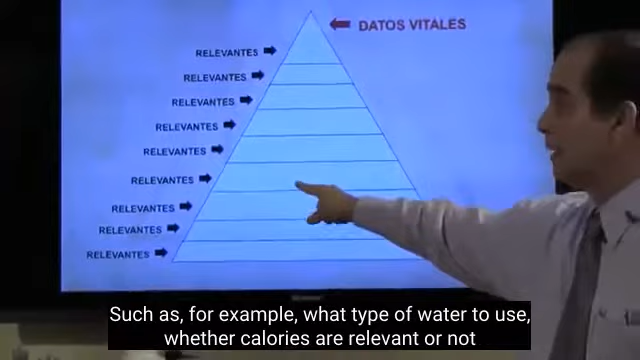 DATOS VITALES
RELEVANTES
RELEVANTES
RELEVANTES
RELEVANTES
RELEVANTES
RELEVANTES
RELEVANTES
RELEVANTES
RELEVANTES
Such as, for example, what type of water to use,
whether calories are relevant or not